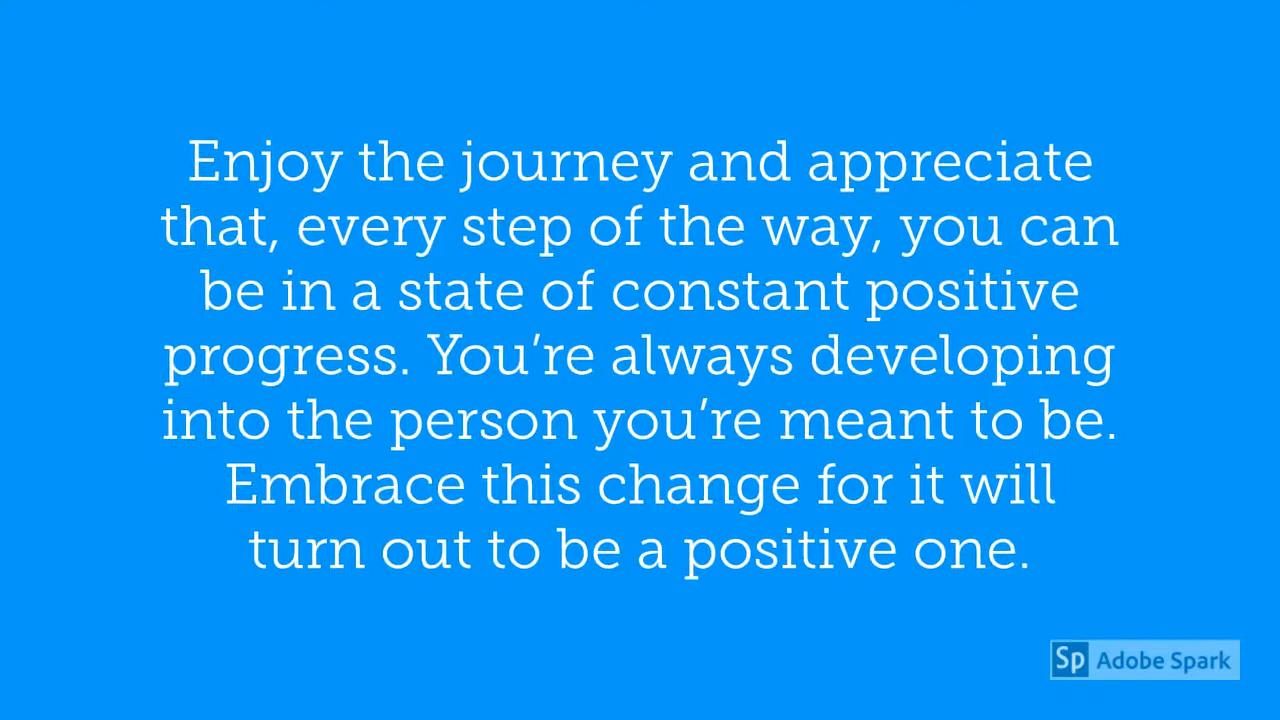 Enjoy the journey and appreciate
that, every step of the way, you can
be in a state of constant positive
progress. You’re always developing
into the person you’re meant to be.
Embrace this change for it will
turn out to be a positive one.
Sp Adobe Spark